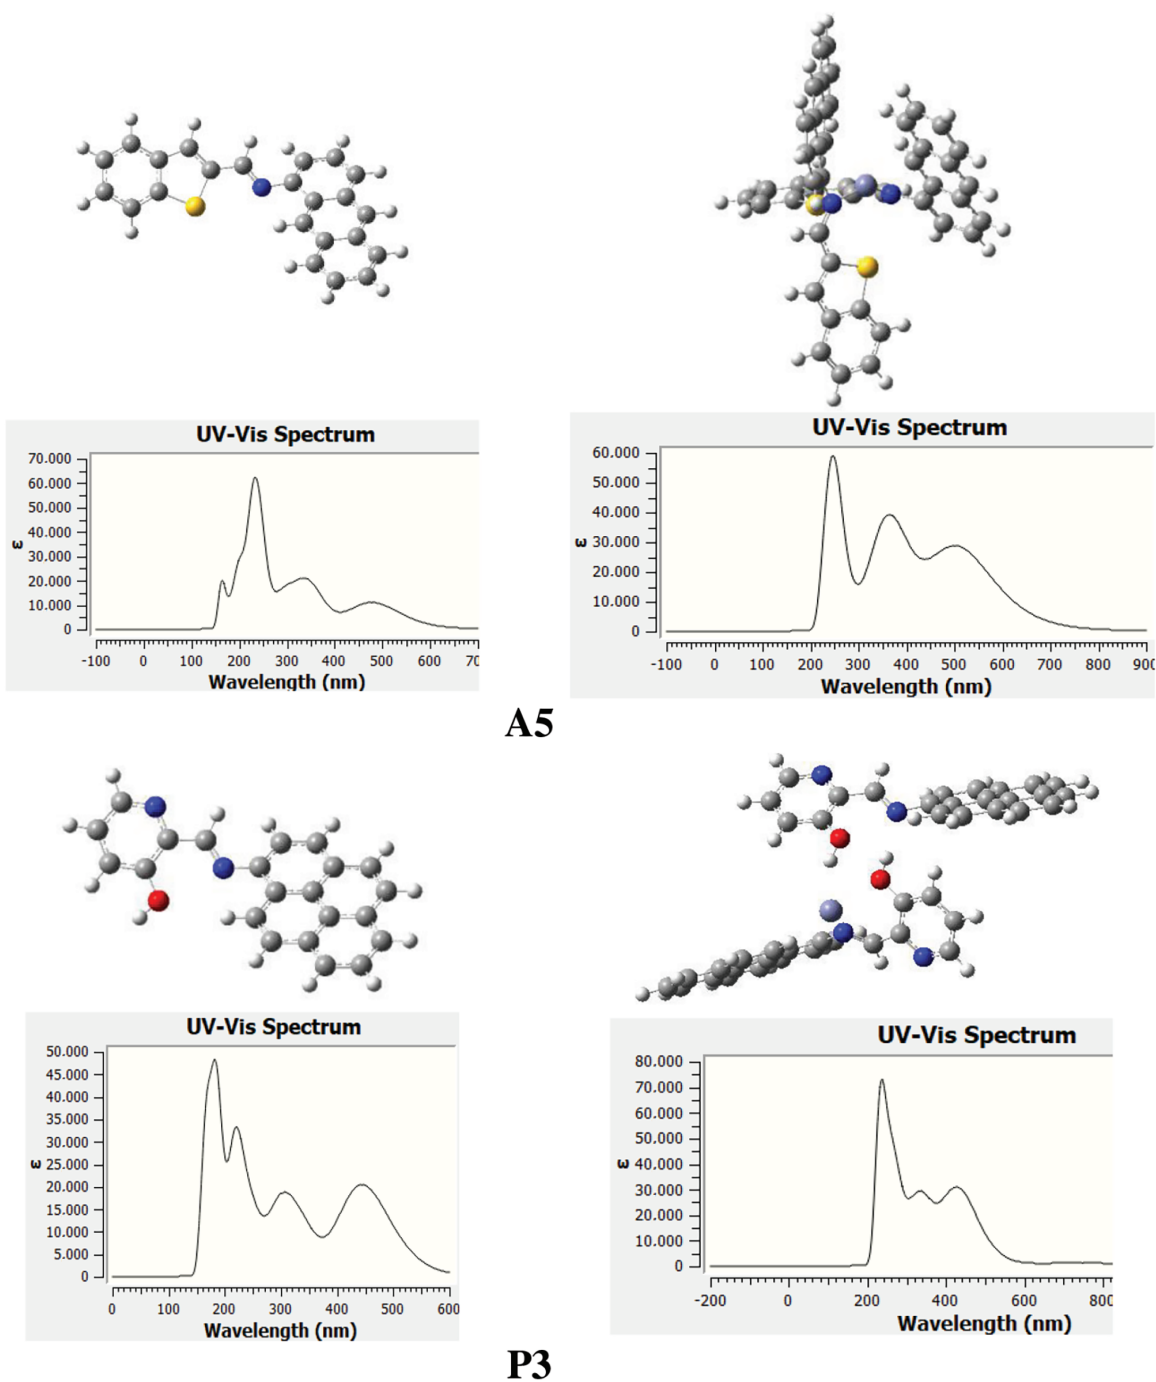 UV-Vis Spectrum
70.000
60.000
50.000
40.000
30.000
20.000
10.000
0
ε
-100 0 100 200 300 400 500 600 70
Wavelength (nm)
UV-Vis Spectrum
60.000
50.000
40.000
30.000
20.000
10.000
0
ε
-100 0 100 200 300 400 500 600 700 800 900
Wavelength (nm)
A5
UV-Vis Spectrum
50.000
45.000
40.000
35.000
30.000
25.000
20.000
15.000
10.000
5.000
0
ε
0 100 200 300 400 500 600
Wavelength (nm)
UV-Vis Spectrum
80.000
70.000
60.000
50.000
40.000
30.000
20.000
10.000
0
ε
-200 0 200 400 600 800
Wavelength (nm)
P3